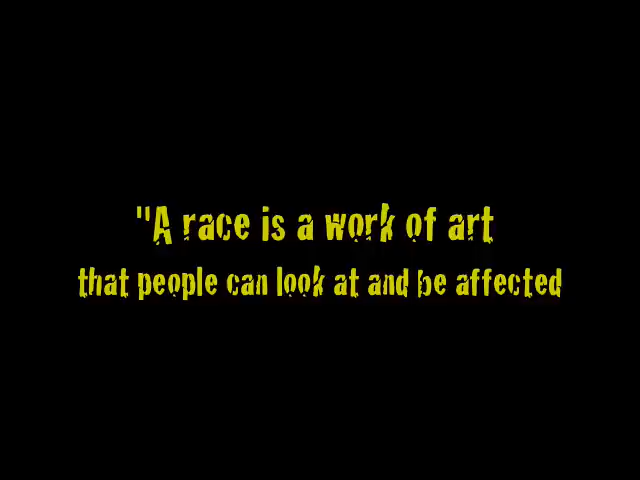 "A race is a work of art
that people can look at and be affected